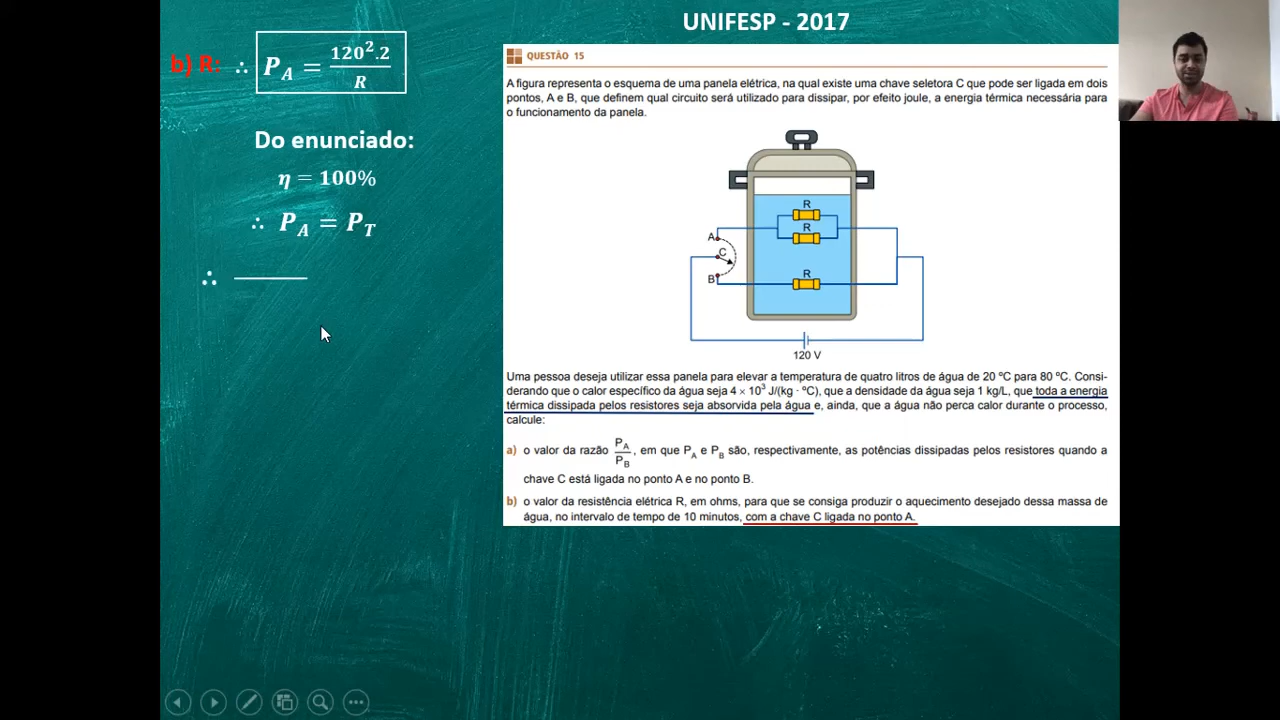 UNIFESP - 2017
b) R: ∴ P_A = 120².2 / R
Do enunciado:
η = 100%
∴ P_A = P_T
∴
QUESTÃO 15
A figura representa o esquema de uma panela elétrica, na qual existe uma chave seletora C que pode ser ligada em dois
pontos, A e B, que definem qual circuito será utilizado para dissipar, por efeito joule, a energia térmica necessária para
o funcionamento da panela.
R
R
A
C
B
R
120 V
Uma pessoa deseja utilizar essa panela para elevar a temperatura de quatro litros de água de 20 ºC para 80 ºC. Consi-
derando que o calor específico da água seja 4 × 10³ J/(kg · ºC), que a densidade da água seja 1 kg/L, que toda a energia
térmica dissipada pelos resistores seja absorvida pela água e, ainda, que a água não perca calor durante o processo,
calcule:
a) o valor da razão P_A / P_B, em que P_A e P_B são, respectivamente, as potências dissipadas pelos resistores quando a
chave C está ligada no ponto A e no ponto B.
b) o valor da resistência elétrica R, em ohms, para que se consiga produzir o aquecimento desejado dessa massa de
água, no intervalo de tempo de 10 minutos, com a chave C ligada no ponto A.